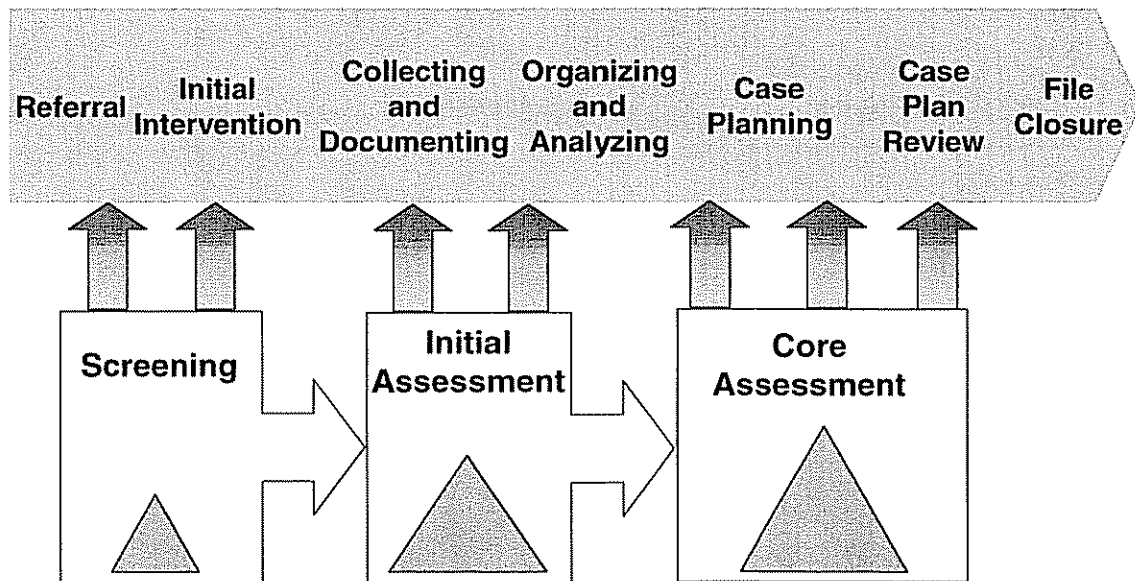 Referral
Initial
Intervention
Collecting
and
Documenting
Organizing
and
Analyzing
Case
Planning
Case
Plan
Review
File
Closure
Screening
Initial
Assessment
Core
Assessment